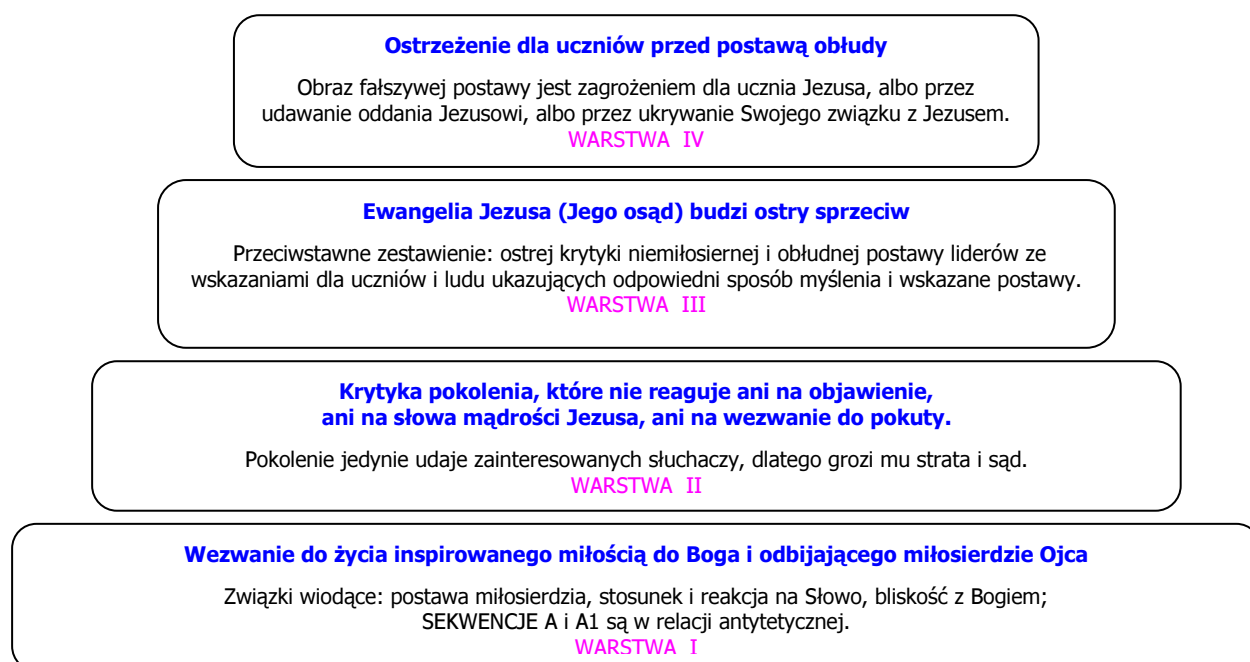 Ostrzeżenie dla uczniów przed postawą obłudy
Obraz fałszywej postawy jest zagrożeniem dla ucznia Jezusa, albo przez
udawanie oddania Jezusowi, albo przez ukrywanie Swojego związku z Jezusem.
WARSTWA IV
Ewangelia Jezusa (Jego osąd) budzi ostry sprzeciw
Przeciwstawne zestawienie: ostrej krytyki niemiłosiernej i obłudnej postawy liderów ze
wskazaniami dla uczniów i ludu ukazujących odpowiedni sposób myślenia i wskazane postawy.
WARSTWA III
Krytyka pokolenia, które nie reaguje ani na objawienie,
ani na słowa mądrości Jezusa, ani na wezwanie do pokuty.
Pokolenie jedynie udaje zainteresowanych słuchaczy, dlatego grozi mu strata i sąd.
WARSTWA II
Wezwanie do życia inspirowanego miłością do Boga i odbijającego miłosierdzie Ojca
Związki wiodące: postawa miłosierdzia, stosunek i reakcja na Słowo, bliskość z Bogiem;
SEKWENCJE A i A1 są w relacji antytetycznej.
WARSTWA I